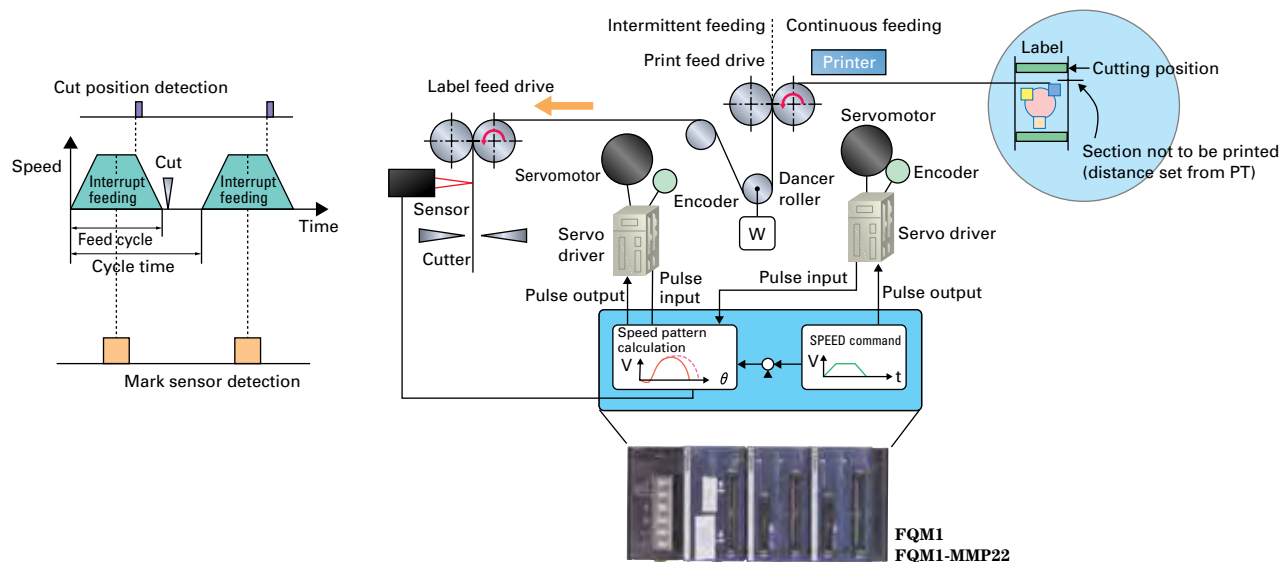 Cut position detection
Speed
Cut
Interrupt
feeding
Interrupt
feeding
Time
Feed cycle
Cycle time
Mark sensor detection
Intermittent feeding
Continuous feeding
Print feed drive
Printer
Label feed drive
Label
Cutting position
Section not to be printed
(distance set from PT)
Servomotor
Encoder
Servo driver
Servomotor
Encoder
Servo
driver
Dancer
roller
W
Sensor
Cutter
Pulse output
Pulse
input
Pulse input
Pulse output
Speed pattern
calculation
V
θ
SPEED command
V
t
FQM1
FQM1-MMP22